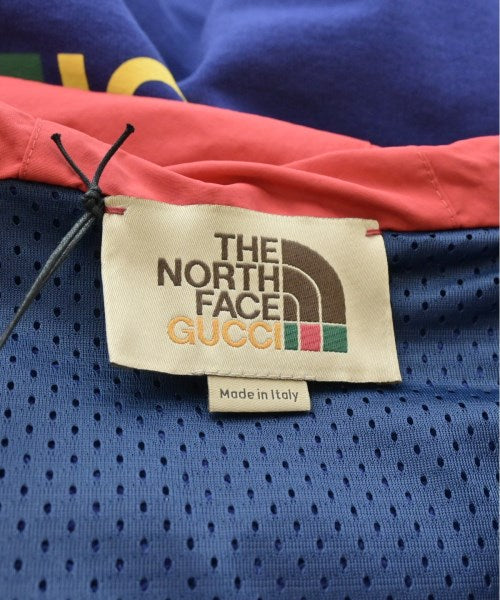 THE
NORTH
FACE
GUCCI
Made in Italy